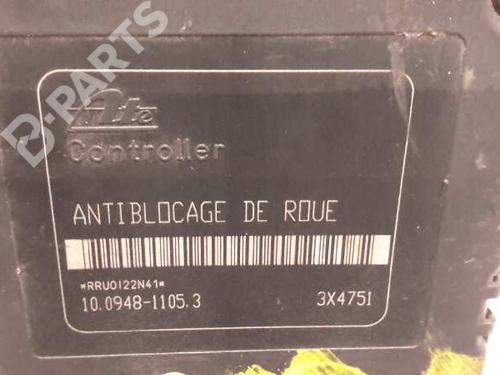 B-PARTS
Ate
Controller
ANTIBLOCAGE DE ROUE
*RRU0122N41*
10.0948-1105.3 3X4751